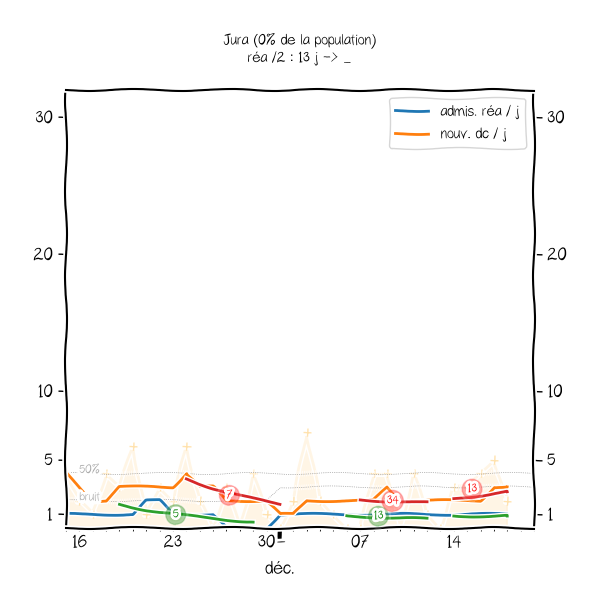 Jura (0% de la population)
réa /2 : 13 j -> _
admis. réa / j
nouv. dc / j
30 30
20 20
10 10
5 5
1 1
50%
bruit
5
7
13
34
13
16 23 30 07 14
déc.